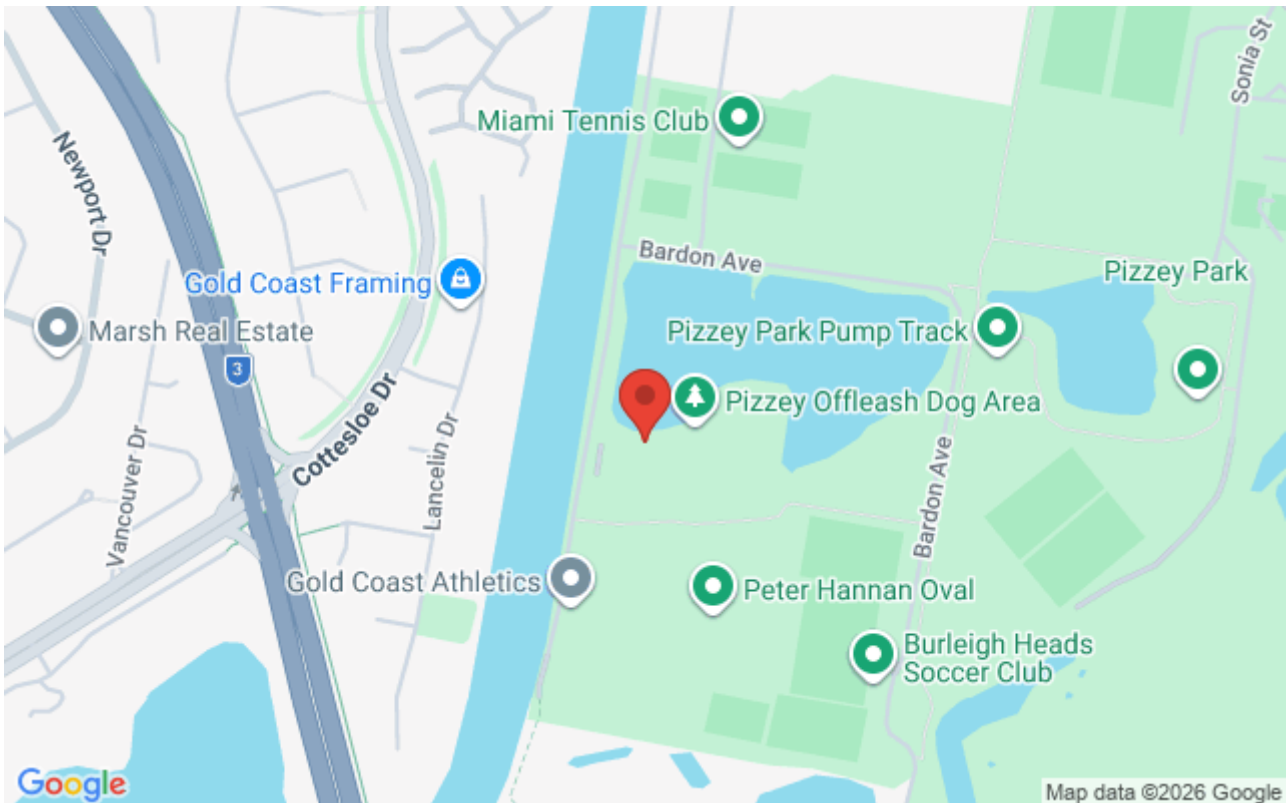 Sonia St
Miami Tennis Club
Newport Dr
Bardon Ave
Pizzey Park
Gold Coast Framing
Marsh Real Estate
Pizzey Park Pump Track
3
Cottesloe Dr
Pizzey Offleash Dog Area
Vancouver Dr
Lancelin Dr
Bardon Ave
Gold Coast Athletics
Peter Hannan Oval
Burleigh Heads
Soccer Club
Google
Map data ©2026 Google